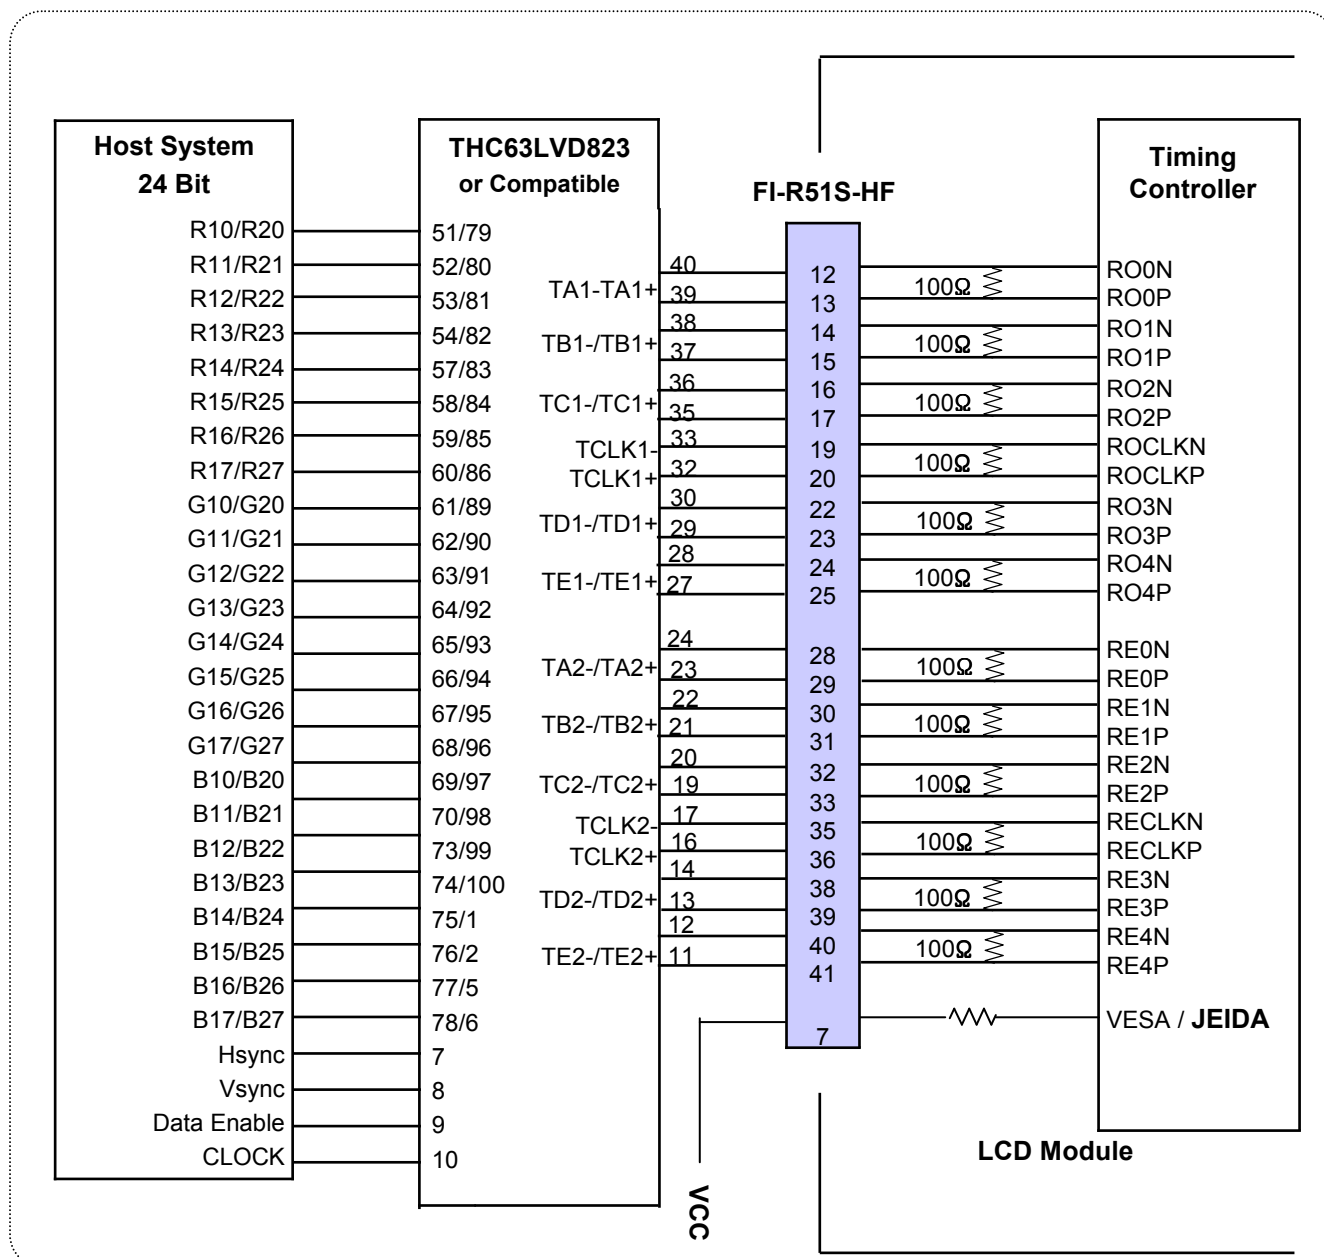 Host System
24 Bit
R10/R20
R11/R21
R12/R22
R13/R23
R14/R24
R15/R25
R16/R26
R17/R27
G10/G20
G11/G21
G12/G22
G13/G23
G14/G24
G15/G25
G16/G26
G17/G27
B10/B20
B11/B21
B12/B22
B13/B23
B14/B24
B15/B25
B16/B26
B17/B27
Hsync
Vsync
Data Enable
CLOCK
THC63LVD823
or Compatible
51/79
52/80
53/81
54/82
57/83
58/84
59/85
60/86
61/89
62/90
63/91
64/92
65/93
66/94
67/95
68/96
69/97
70/98
73/99
74/100
75/1
76/2
77/5
78/6
7
8
9
10
TA1-TA1+
TB1-/TB1+
TC1-/TC1+
TCLK1-
TCLK1+
TD1-/TD1+
TE1-/TE1+
TA2-/TA2+
TB2-/TB2+
TC2-/TC2+
TCLK2-
TCLK2+
TD2-/TD2+
TE2-/TE2+
40
39
38
37
36
35
33
32
30
29
28
27
24
23
22
21
20
19
17
16
14
13
12
11
VCC
FI-R51S-HF
12
13
14
15
16
17
19
20
22
23
24
25
28
29
30
31
32
33
35
36
38
39
40
41
7
100Ω
100Ω
100Ω
100Ω
100Ω
100Ω
100Ω
100Ω
100Ω
100Ω
100Ω
100Ω
Timing
Controller
RO0N
RO0P
RO1N
RO1P
RO2N
RO2P
ROCLKN
ROCLKP
RO3N
RO3P
RO4N
RO4P
RE0N
RE0P
RE1N
RE1P
RE2N
RE2P
RECLKN
RECLKP
RE3N
RE3P
RE4N
RE4P
VESA / JEIDA
LCD Module